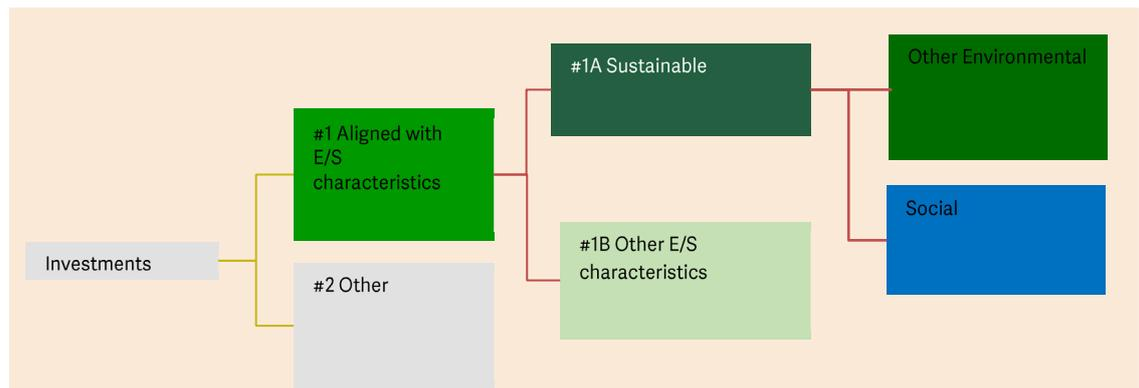 Investments
#1 Aligned with
E/S
characteristics
#2 Other
#1A Sustainable
#1B Other E/S
characteristics
Other Environmental
Social